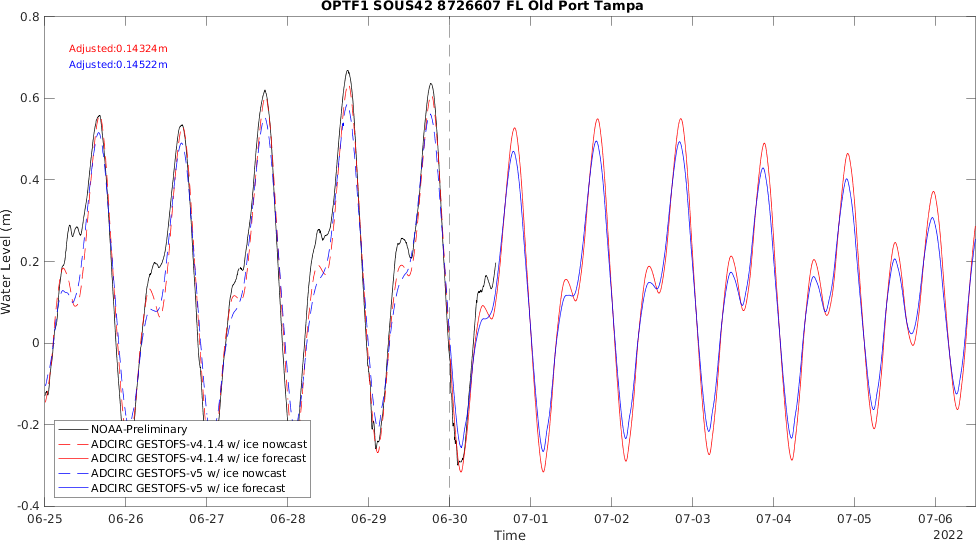 OPTF1 SOUS42 8726607 FL Old Port Tampa
Adjusted:0.14324m
Adjusted:0.14522m
Water Level (m)
0.8
0.6
0.4
0.2
0
-0.2
-0.4
NOAA-Preliminary
ADCIRC GESTOFS-v4.1.4 w/ ice nowcast
ADCIRC GESTOFS-v4.1.4 w/ ice forecast
ADCIRC GESTOFS-v5 w/ ice nowcast
ADCIRC GESTOFS-v5 w/ ice forecast
06-25 06-26 06-27 06-28 06-29 06-30 07-01 07-02 07-03 07-04 07-05 07-06
Time
2022